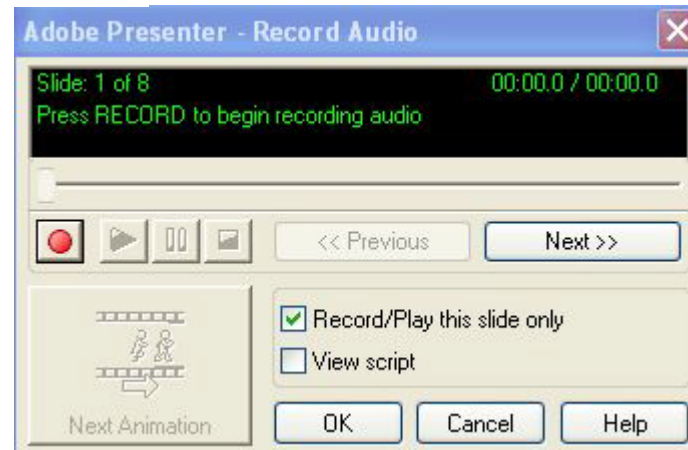 Adobe Presenter - Record Audio
Slide: 1 of 8 00:00.0 / 00:00.0
Press RECORD to begin recording audio
<< Previous Next >>
Record/Play this slide only
View script
Next Animation OK Cancel Help